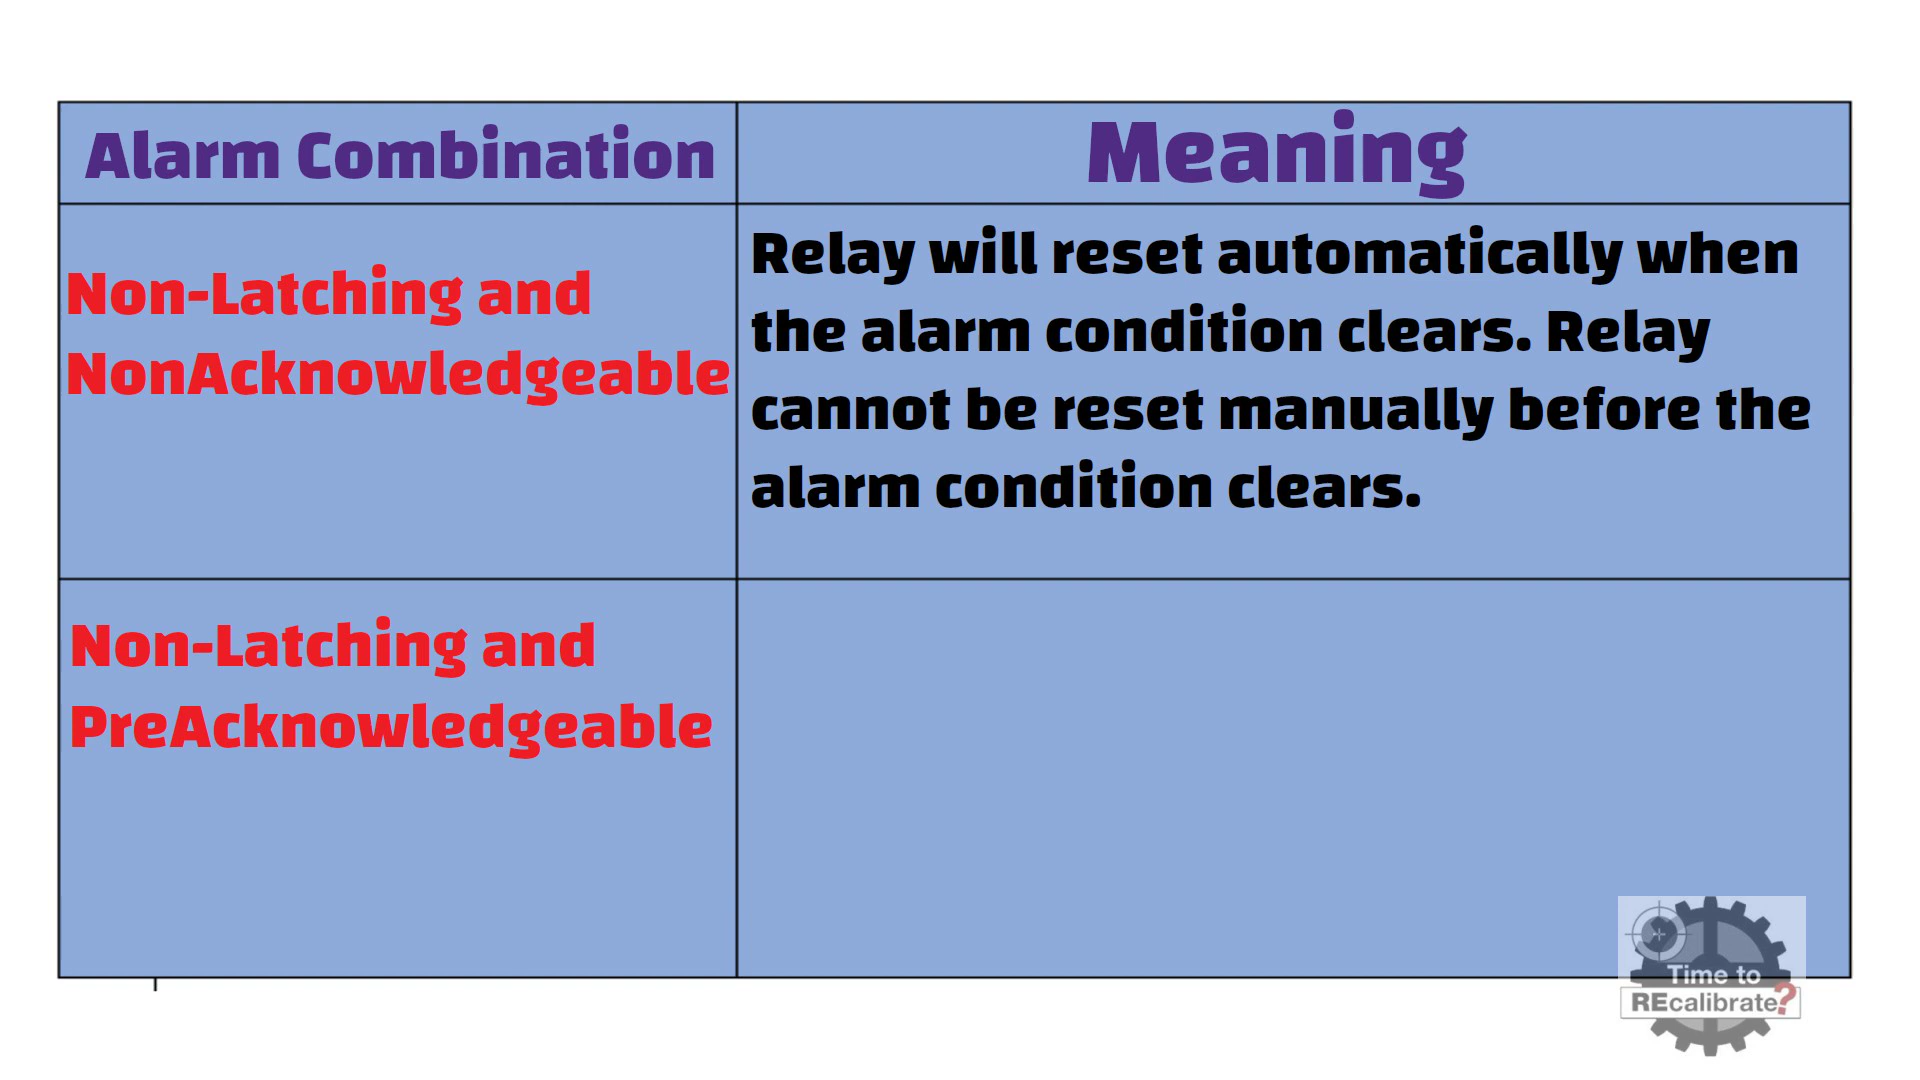 Alarm Combination
Meaning
Non-Latching and
NonAcknowledgeable
Relay will reset automatically when
the alarm condition clears. Relay
cannot be reset manually before the
alarm condition clears.
Non-Latching and
PreAcknowledgeable
Time to
REcalibrate?